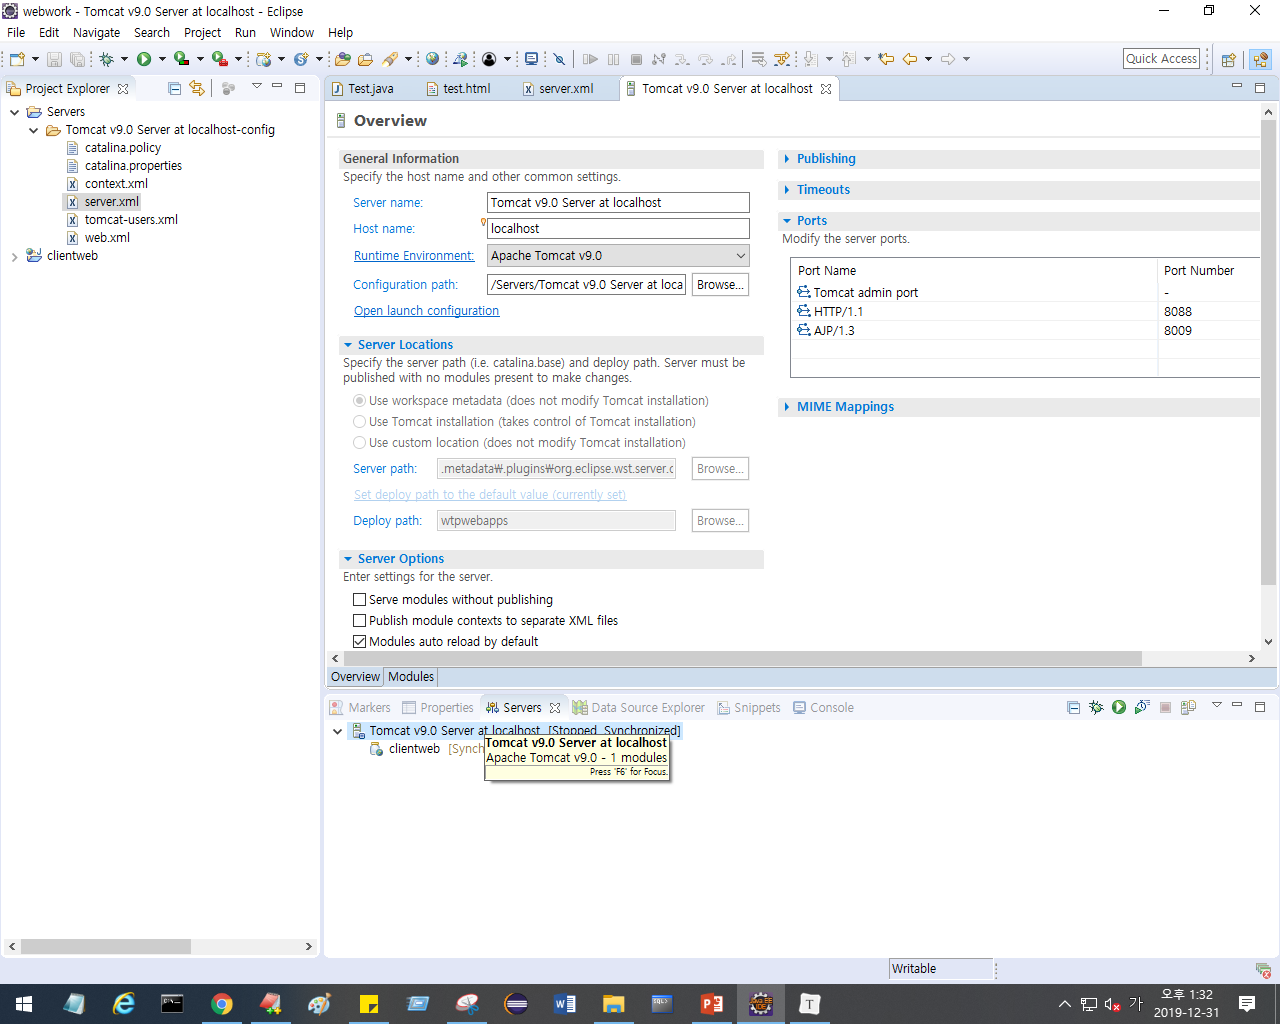 webwork - Tomcat v9.0 Server at localhost - Eclipse
File Edit Navigate Search Project Run Window Help
Quick Access
Project Explorer
Test.java test.html server.xml Tomcat v9.0 Server at localhost
Servers
Tomcat v9.0 Server at localhost-config
catalina.policy
catalina.properties
context.xml
server.xml
tomcat-users.xml
web.xml
clientweb
Overview
General Information
Specify the host name and other common settings.
Server name: Tomcat v9.0 Server at localhost
Host name: localhost
Runtime Environment: Apache Tomcat v9.0
Configuration path: /Servers/Tomcat v9.0 Server at loca Browse...
Open launch configuration
Server Locations
Specify the server path (i.e. catalina.base) and deploy path. Server must be
published with no modules present to make changes.
Use workspace metadata (does not modify Tomcat installation)
Use Tomcat installation (takes control of Tomcat installation)
Use custom location (does not modify Tomcat installation)
Server path: .metadata₩.plugins₩org.eclipse.wst.server.c Browse...
Set deploy path to the default value (currently set)
Deploy path: wtpwebapps Browse...
Server Options
Enter settings for the server.
Serve modules without publishing
Publish module contexts to separate XML files
Modules auto reload by default
Publishing
Timeouts
Ports
Modify the server ports.
Port Name Port Number
Tomcat admin port -
HTTP/1.1 8088
AJP/1.3 8009
MIME Mappings
Overview Modules
Markers Properties Servers Data Source Explorer Snippets Console
Tomcat v9.0 Server at localhost [Stopped, Synchronized]
clientweb [Synch
Tomcat v9.0 Server at localhost
Apache Tomcat v9.0 - 1 modules
Press 'F6' for Focus.
Writable
가 오후 1:32
2019-12-31